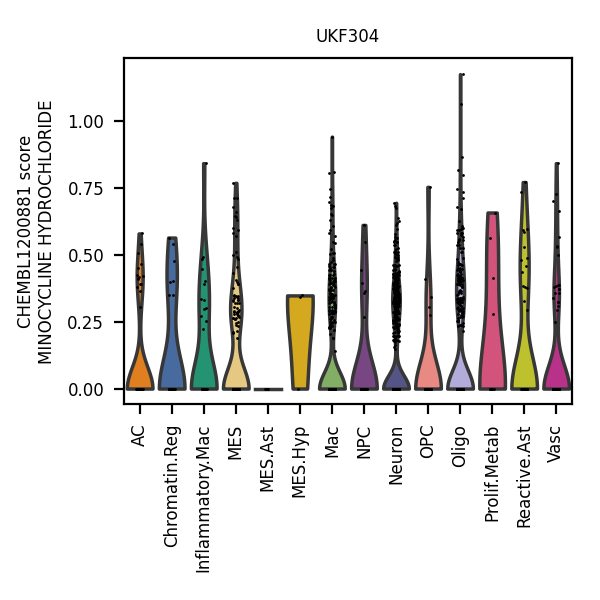 UKF304
CHEMBL1200881 score
MINOCYCLINE HYDROCHLORIDE
1.00
0.75
0.50
0.25
0.00
AC
Chromatin.Reg
Inflammatory.Mac
MES
MES.Ast
MES.Hyp
Mac
NPC
Neuron
OPC
Oligo
Prolif.Metab
Reactive.Ast
Vasc